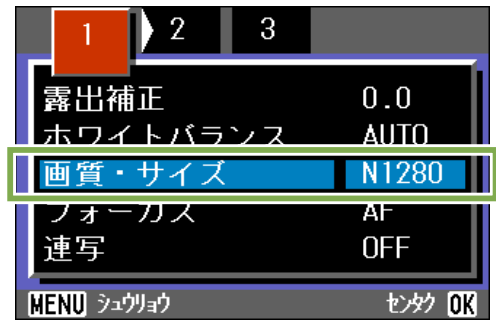 1 2 3
露出補正 0.0
ホワイトバランス AUTO
画質・サイズ N1280
フォーカス AF
連写 OFF
MENU シュウリョウ センタク OK